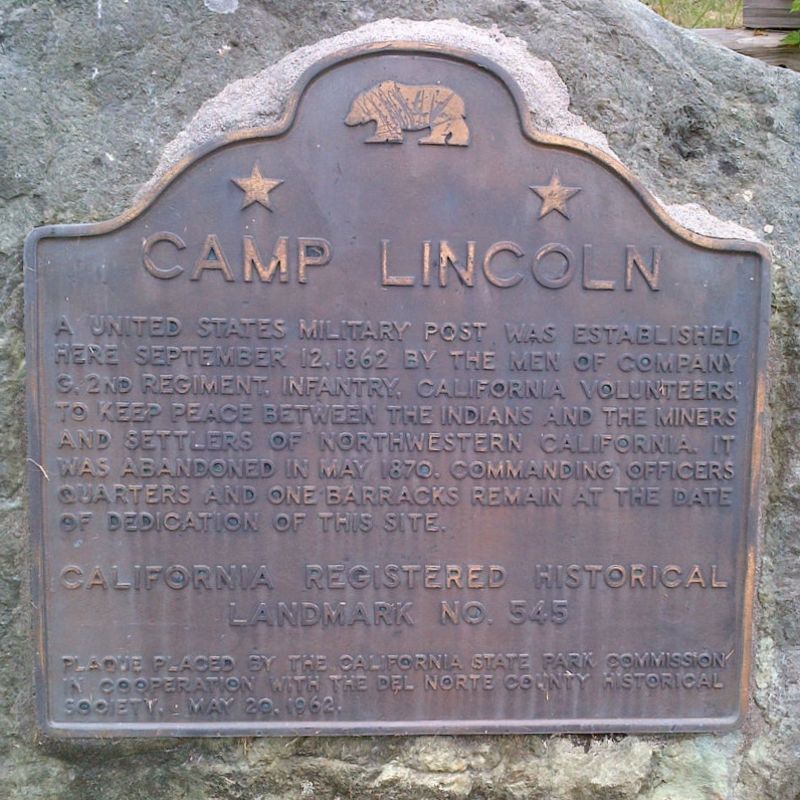 CAMP LINCOLN
A UNITED STATES MILITARY POST WAS ESTABLISHED
HERE SEPTEMBER 12, 1862 BY THE MEN OF COMPANY
G, 2ND REGIMENT, INFANTRY, CALIFORNIA VOLUNTEERS,
TO KEEP PEACE BETWEEN THE INDIANS AND THE MINERS
AND SETTLERS OF NORTHWESTERN CALIFORNIA. IT
WAS ABANDONED IN MAY 1870. COMMANDING OFFICERS
QUARTERS AND ONE BARRACKS REMAIN AT THE DATE
OF DEDICATION OF THIS SITE.
CALIFORNIA REGISTERED HISTORICAL
LANDMARK NO. 545
PLAQUE PLACED BY THE CALIFORNIA STATE PARK COMMISSION
IN COOPERATION WITH THE DEL NORTE COUNTY HISTORICAL
SOCIETY, MAY 20, 1962.